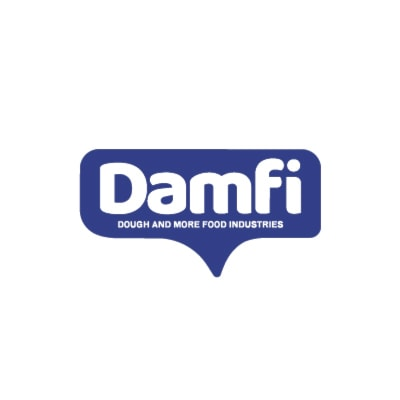 Damfi
DOUGH AND MORE FOOD INDUSTRIES